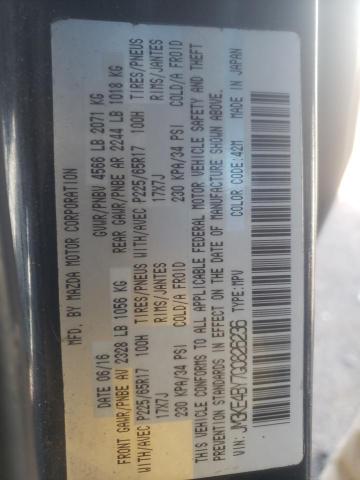 MFD. BY MAZDA MOTOR CORPORATION
DATE 06/16 GVWR/PNBV 4566 LB 2071 KG
FRONT GAWR/PNBE AV 2328 LB 1056 KG REAR GAWR/PNBE AR 2244 LB 1018 KG
WITH/AVEC P225/65R17 100H TIRES/PNEUS WITH/AVEC P225/65R17 100H TIRES/PNEUS
17X7J RIMS/JANTES 17X7J RIMS/JANTES
230 KPA/34 PSI COLD/A FROID 230 KPA/34 PSI COLD/A FROID
THIS VEHICLE CONFORMS TO ALL APPLICABLE FEDERAL MOTOR VEHICLE SAFETY AND THEFT
PREVENTION STANDARDS IN EFFECT ON THE DATE OF MANUFACTURE SHOWN ABOVE.
VIN: JM3KE4BY7G0826236 TYPE:MPV COLOR CODE:42M MADE IN JAPAN